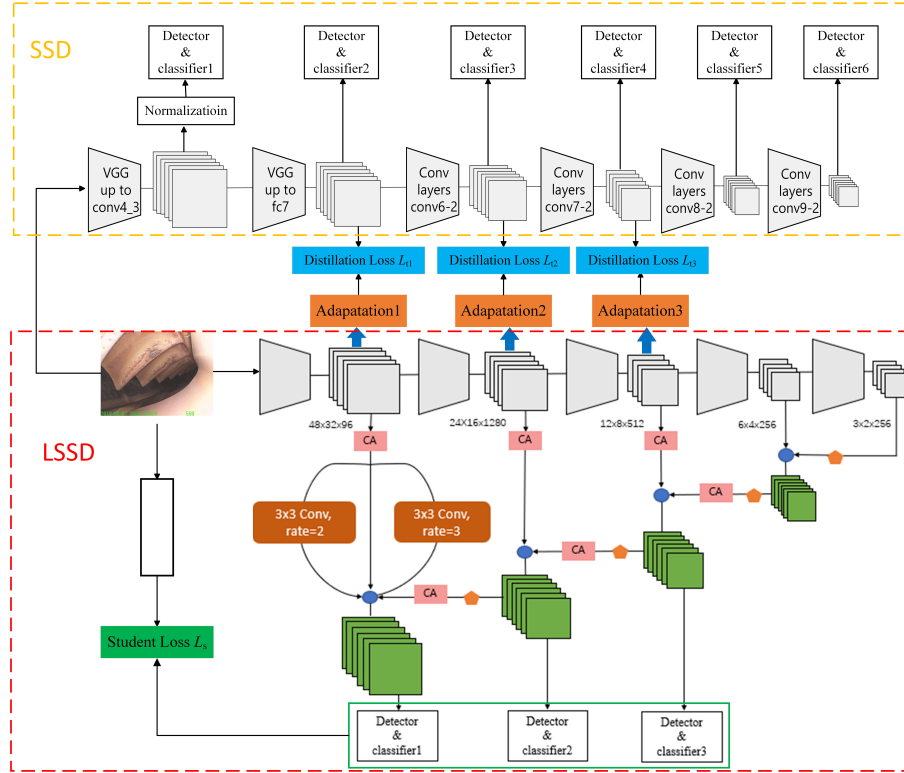 SSD
Detector
&
classifier1
Detector
&
classifier2
Detector
&
classifier3
Detector
&
classifier4
Detector
&
classifier5
Detector
&
classifier6
Normalizatioin
VGG
up to
conv4_3
VGG
up to
fc7
Conv
layers
conv6-2
Conv
layers
conv7-2
Conv
layers
conv8-2
Conv
layers
conv9-2
Distillation Loss Lt1
Distillation Loss Lt2
Distillation Loss Lt3
Adapatation1
Adapatation2
Adapatation3
LSSD
48x32x96
24X16x1280
12x8x512
6x4x256
3x2x256
CA
CA
CA
CA
3x3 Conv,
rate=2
3x3 Conv,
rate=3
CA
CA
Student Loss Ls
Detector
&
classifier1
Detector
&
classifier2
Detector
&
classifier3